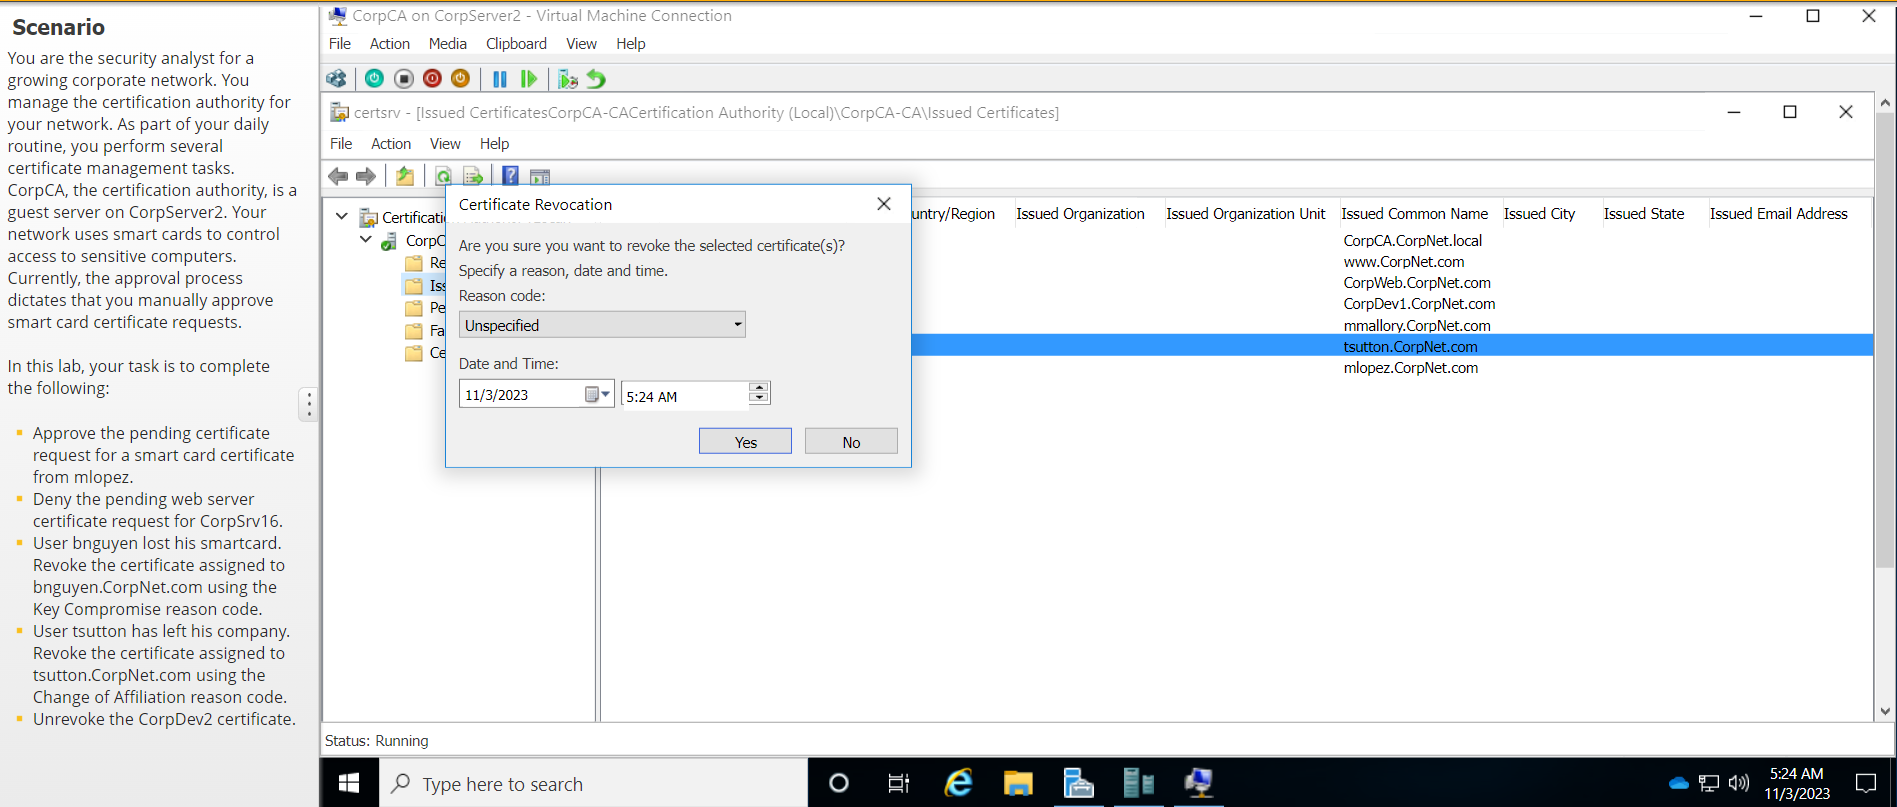 Scenario
You are the security analyst for a
growing corporate network. You
manage the certification authority for
your network. As part of your daily
routine, you perform several
certificate management tasks.
CorpCA, the certification authority, is a
guest server on CorpServer2. Your
network uses smart cards to control
access to sensitive computers.
Currently, the approval process
dictates that you manually approve
smart card certificate requests.
In this lab, your task is to complete
the following:
Approve the pending certificate
request for a smart card certificate
from mlopez.
Deny the pending web server
certificate request for CorpSrv16.
User bnguyen lost his smartcard.
Revoke the certificate assigned to
bnguyen.CorpNet.com using the
Key Compromise reason code.
User tsutton has left his company.
Revoke the certificate assigned to
tsutton.CorpNet.com using the
Change of Affiliation reason code.
Unrevoke the CorpDev2 certificate.
CorpCA on CorpServer2 - Virtual Machine Connection
File Action Media Clipboard View Help
certsrv - [Issued CertificatesCorpCA-CACertification Authority (Local)\CorpCA-CA\Issued Certificates]
File Action View Help
Certificati
CorpC
Re
Iss
Pe
Fa
Ce
Certificate Revocation
Are you sure you want to revoke the selected certificate(s)?
Specify a reason, date and time.
Reason code:
Unspecified
Date and Time:
11/3/2023 5:24 AM
Yes No
untry/Region Issued Organization Issued Organization Unit Issued Common Name Issued City Issued State Issued Email Address
CorpCA.CorpNet.local
www.CorpNet.com
CorpWeb.CorpNet.com
CorpDev1.CorpNet.com
mmallory.CorpNet.com
tsutton.CorpNet.com
mlopez.CorpNet.com
Status: Running
Type here to search
5:24 AM
11/3/2023